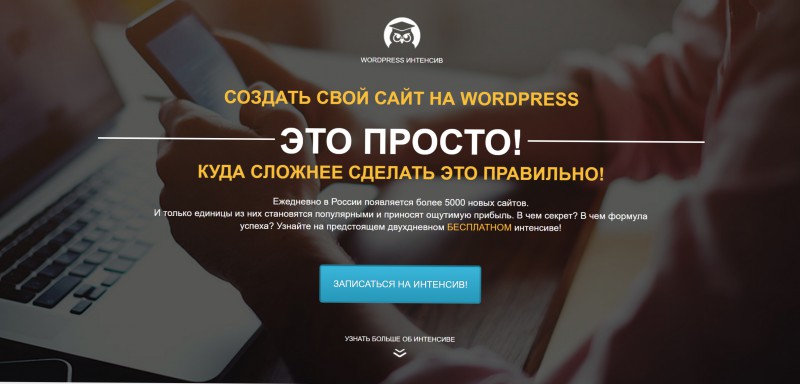 WORDPRESS ИНТЕНСИВ
СОЗДАТЬ СВОЙ САЙТ НА WORDPRESS
ЭТО ПРОСТО!
КУДА СЛОЖНЕЕ СДЕЛАТЬ ЭТО ПРАВИЛЬНО!
Ежедневно в России появляется более 5000 новых сайтов.
И только единицы из них становятся популярными и приносят ощутимую прибыль. В чем секрет? В чем формула
успеха? Узнайте на предстоящем двухдневном БЕСПЛАТНОМ интенсиве!
ЗАПИСАТЬСЯ НА ИНТЕНСИВ!
УЗНАТЬ БОЛЬШЕ ОБ ИНТЕНСИВЕ